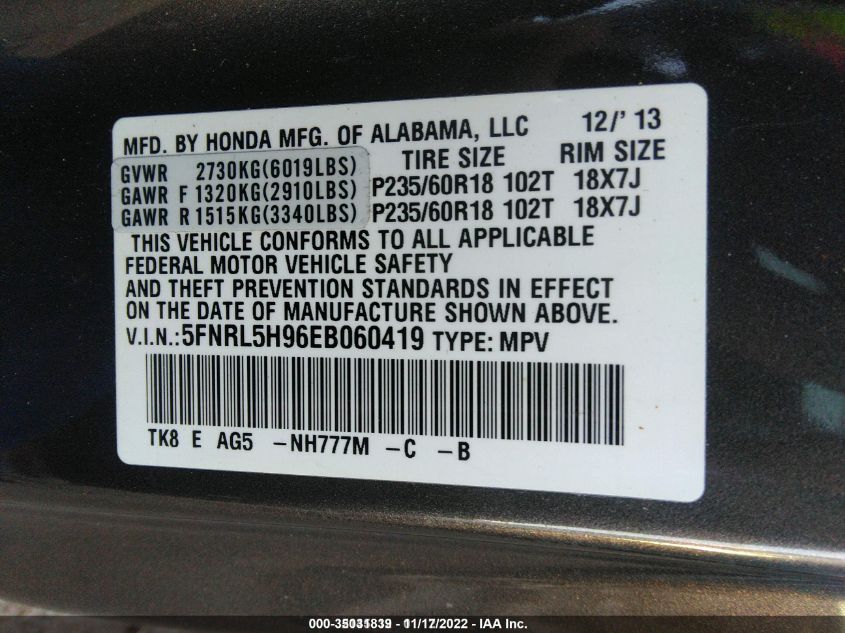 MFD. BY HONDA MFG. OF ALABAMA, LLC 12/' 13
GVWR 2730KG(6019LBS) TIRE SIZE RIM SIZE
GAWR F 1320KG(2910LBS) P235/60R18 102T 18X7J
GAWR R 1515KG(3340LBS) P235/60R18 102T 18X7J
THIS VEHICLE CONFORMS TO ALL APPLICABLE
FEDERAL MOTOR VEHICLE SAFETY
AND THEFT PREVENTION STANDARDS IN EFFECT
ON THE DATE OF MANUFACTURE SHOWN ABOVE.
V.I.N.:5FNRL5H96EB060419 TYPE: MPV
TK8 E AG5 -NH777M -C -B
11/17/2022 - IAA Inc.